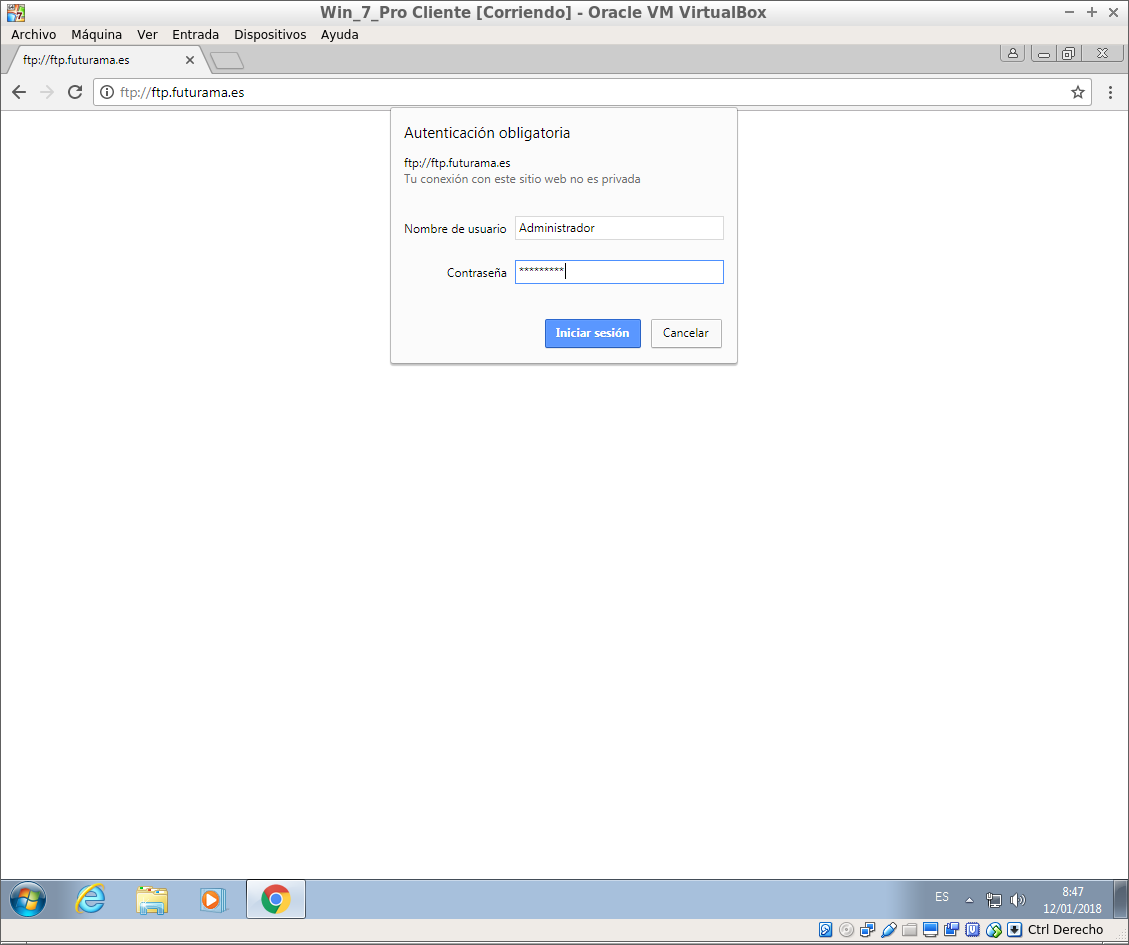 Win_7_Pro Cliente [Corriendo] - Oracle VM VirtualBox
Archivo Máquina Ver Entrada Dispositivos Ayuda
ftp://ftp.futurama.es
ftp://ftp.futurama.es
Autenticación obligatoria
ftp://ftp.futurama.es
Tu conexión con este sitio web no es privada
Nombre de usuario Administrador
Contraseña *********
Iniciar sesión Cancelar
ES 8:47
12/01/2018
Ctrl Derecho